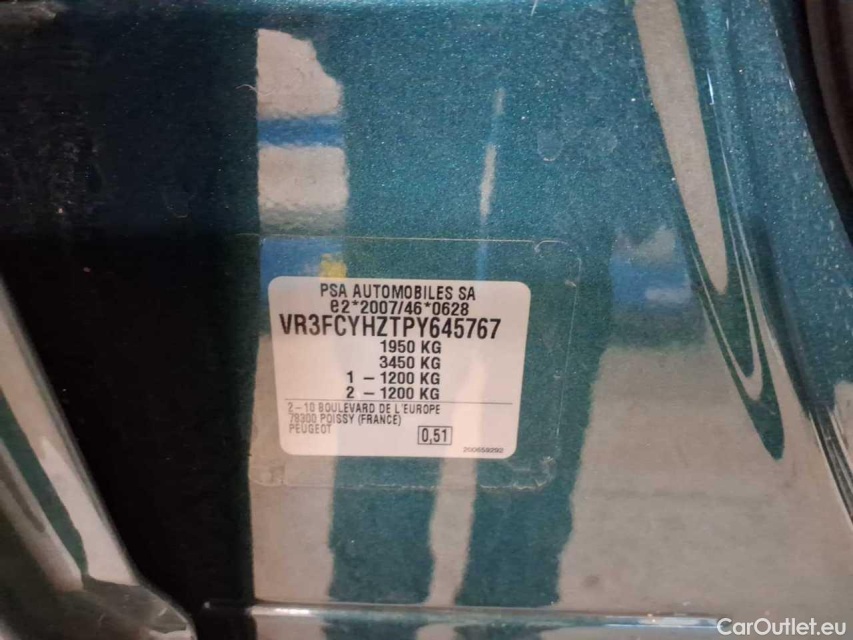 PSA AUTOMOBILES SA
e2*2007/46*0628
VR3FCYHZTPY645767
1950 KG
3450 KG
1 – 1200 KG
2 – 1200 KG
2–10 BOULEVARD DE L'EUROPE
78300 POISSY (FRANCE)
PEUGEOT
0,51
200659292
CarOutlet.eu